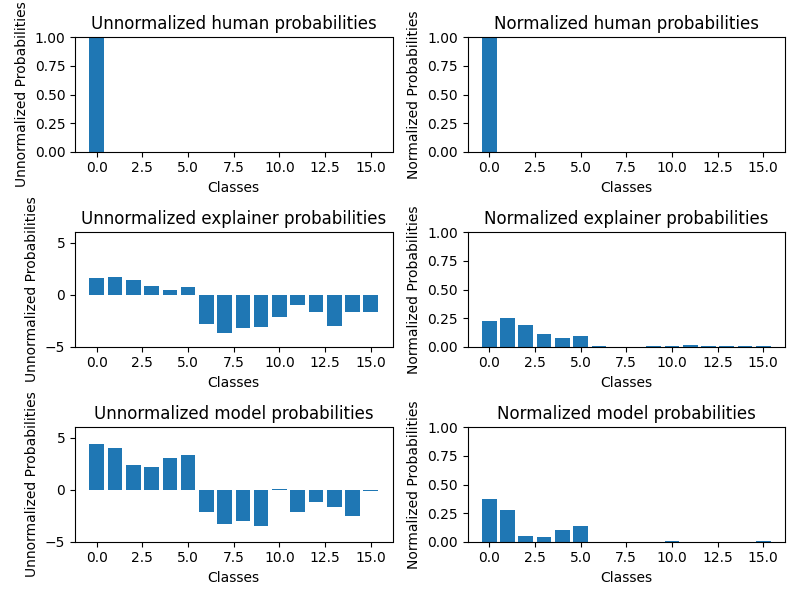 Unnormalized human probabilities
Unnormalized Probabilities
1.00
0.75
0.50
0.25
0.00
0.0 2.5 5.0 7.5 10.0 12.5 15.0
Classes
Normalized human probabilities
Normalized Probabilities
1.00
0.75
0.50
0.25
0.00
0.0 2.5 5.0 7.5 10.0 12.5 15.0
Classes
Unnormalized explainer probabilities
Unnormalized Probabilities
5
0
−5
0.0 2.5 5.0 7.5 10.0 12.5 15.0
Classes
Normalized explainer probabilities
Normalized Probabilities
1.00
0.75
0.50
0.25
0.00
0.0 2.5 5.0 7.5 10.0 12.5 15.0
Classes
Unnormalized model probabilities
Unnormalized Probabilities
5
0
−5
0.0 2.5 5.0 7.5 10.0 12.5 15.0
Classes
Normalized model probabilities
Normalized Probabilities
1.00
0.75
0.50
0.25
0.00
0.0 2.5 5.0 7.5 10.0 12.5 15.0
Classes